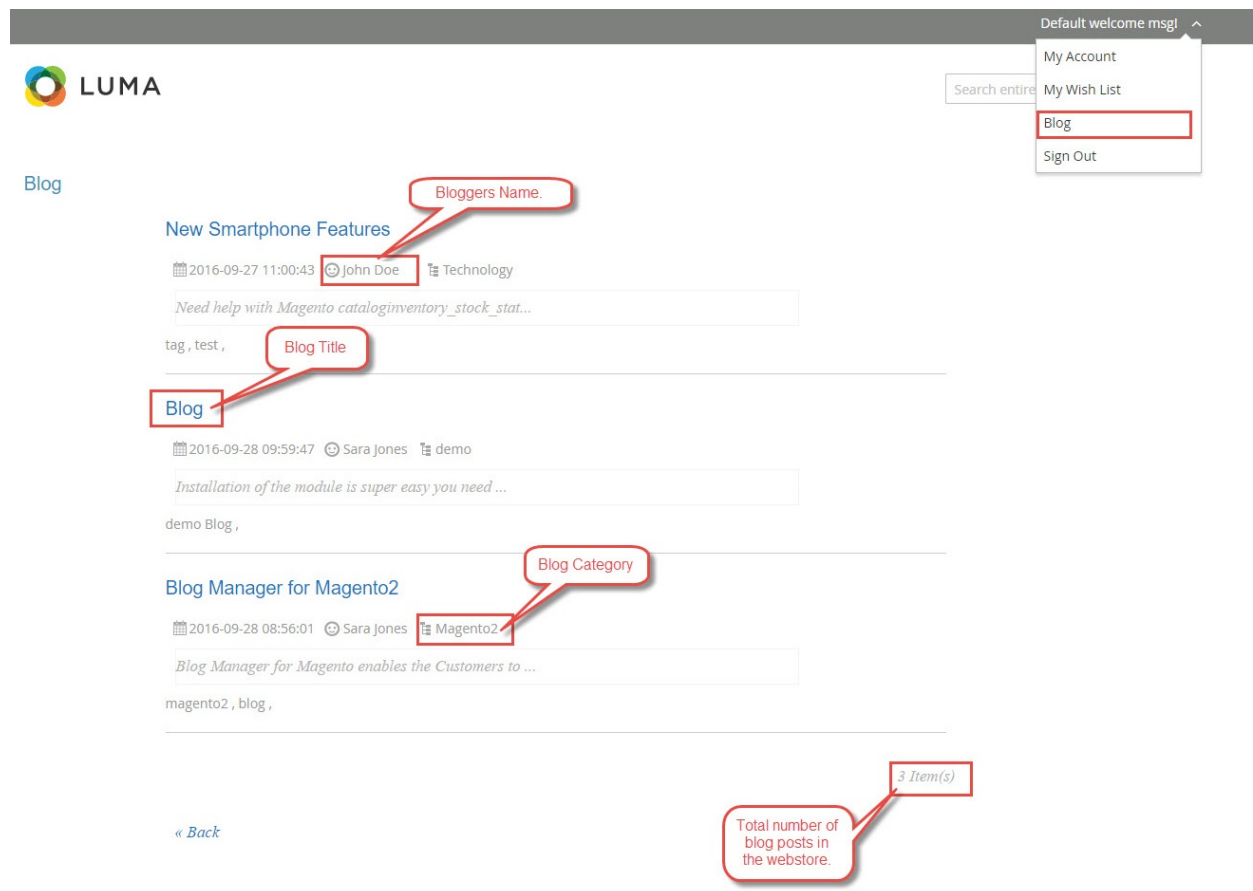 Default welcome msg!
My Account
LUMA
Search entire
My Wish List
Blog
Sign Out
Blog
Bloggers Name.
New Smartphone Features
2016-09-27 11:00:43 John Doe Technology
Need help with Magento cataloginventory_stock_stat...
tag , test ,
Blog Title
Blog
2016-09-28 09:59:47 Sara Jones demo
Installation of the module is super easy you need ...
demo Blog ,
Blog Category
Blog Manager for Magento2
2016-09-28 08:56:01 Sara Jones Magento2
Blog Manager for Magento enables the Customers to ...
magento2 , blog ,
3 Item(s)
Total number of
blog posts in
the webstore.
« Back